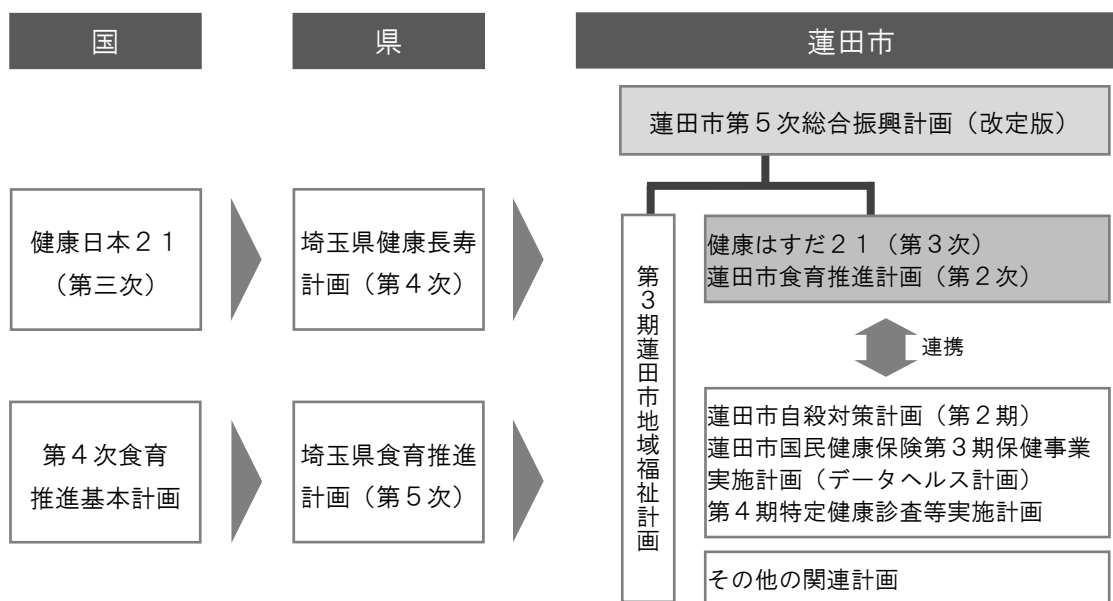 国
県
蓮田市
蓮田市第５次総合振興計画（改定版）
健康日本２１
（第三次）
埼玉県健康長寿
計画（第４次）
第３期蓮田市地域福祉計画
健康はすだ２１（第３次）
蓮田市食育推進計画（第２次）
連携
第４次食育
推進基本計画
埼玉県食育推進
計画（第５次）
蓮田市自殺対策計画（第２期）
蓮田市国民健康保険第３期保健事業
実施計画（データヘルス計画）
第４期特定健康診査等実施計画
その他の関連計画